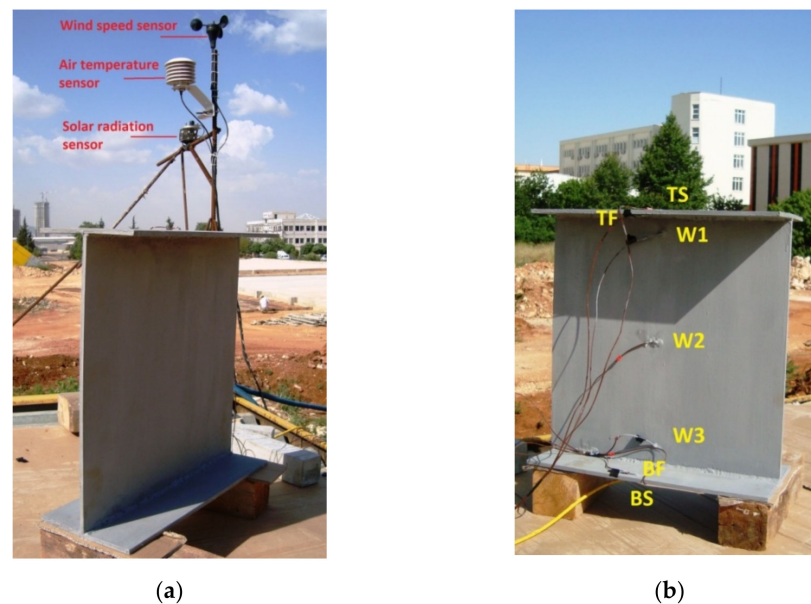 Wind speed sensor
Air temperature
sensor
Solar radiation
sensor
TS
TF
W1
W2
W3
BF
BS
(a)
(b)